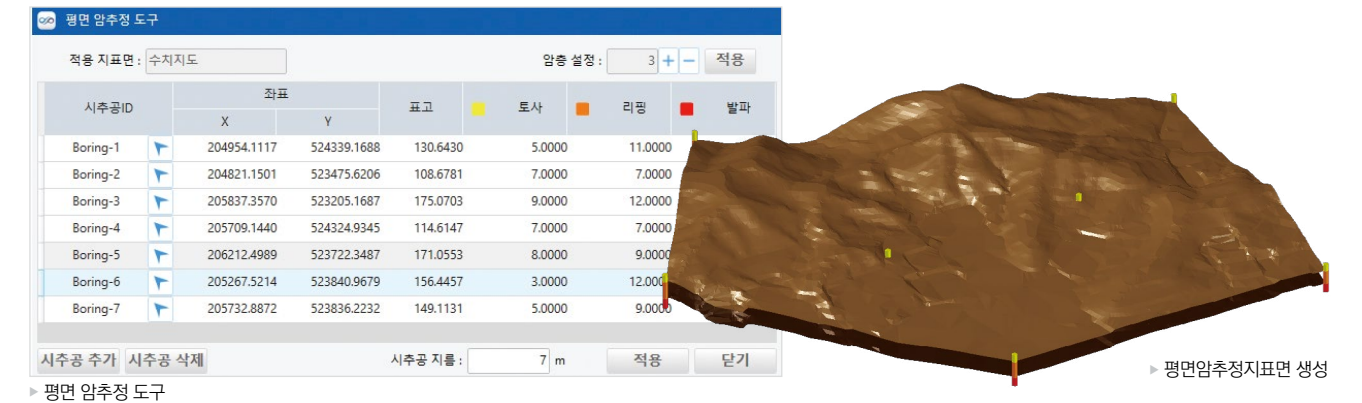 평면 암추정 도구
적용 지표면 : 수치지도 암층 설정 : 3 + − 적용
시추공ID 좌표 표고 토사 리핑 발파
X Y
Boring-1 204954.1117 524339.1688 130.6430 5.0000 11.0000
Boring-2 204821.1501 523475.6206 108.6781 7.0000 7.0000
Boring-3 205837.3570 523205.1687 175.0703 9.0000 12.0000
Boring-4 205709.1440 524324.9345 114.6147 7.0000 7.0000
Boring-5 206212.4989 523722.3487 171.0553 8.0000 9.0000
Boring-6 205267.5214 523840.9679 156.4457 3.0000 12.000
Boring-7 205732.8872 523836.2232 149.1131 5.0000 9.0000
시추공 추가 시추공 삭제 시추공 지름 : 7 m 적용 닫기
▶ 평면 암추정 도구
▶ 평면암추정지표면 생성